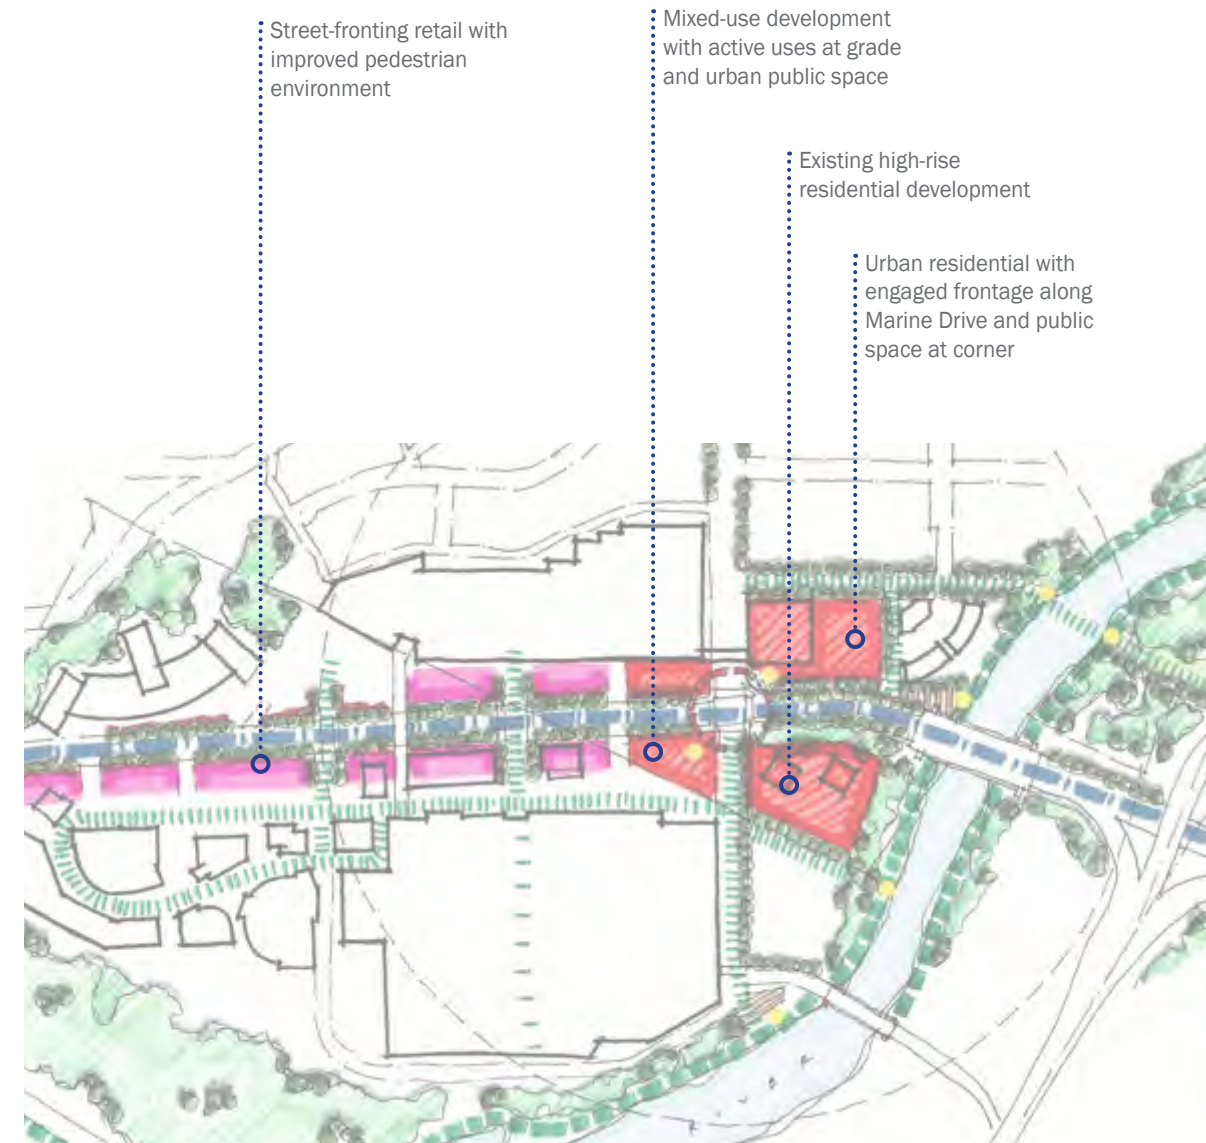 Street-fronting retail with
improved pedestrian
environment
Mixed-use development
with active uses at grade
and urban public space
Existing high-rise
residential development
Urban residential with
engaged frontage along
Marine Drive and public
space at corner
RIVER